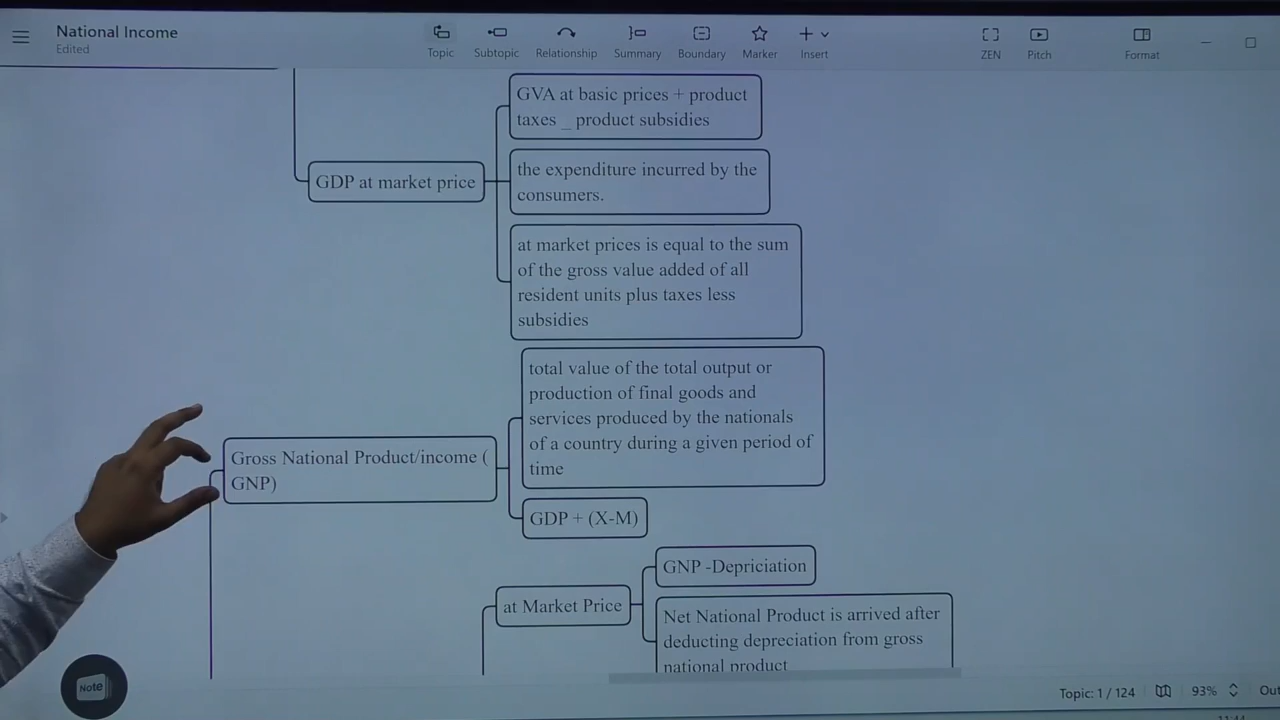 National Income
Edited
Topic
Subtopic
Relationship
Summary
Boundary
Marker
Insert
ZEN
Pitch
Format
GVA at basic prices + product
taxes _ product subsidies
GDP at market price
the expenditure incurred by the
consumers.
at market prices is equal to the sum
of the gross value added of all
resident units plus taxes less
subsidies
total value of the total output or
production of final goods and
services produced by the nationals
of a country during a given period of
time
Gross National Product/income (
GNP)
GDP + (X-M)
GNP -Depriciation
at Market Price
Net National Product is arrived after
deducting depreciation from gross
national product
Note
Topic: 1 / 124
93%
Out